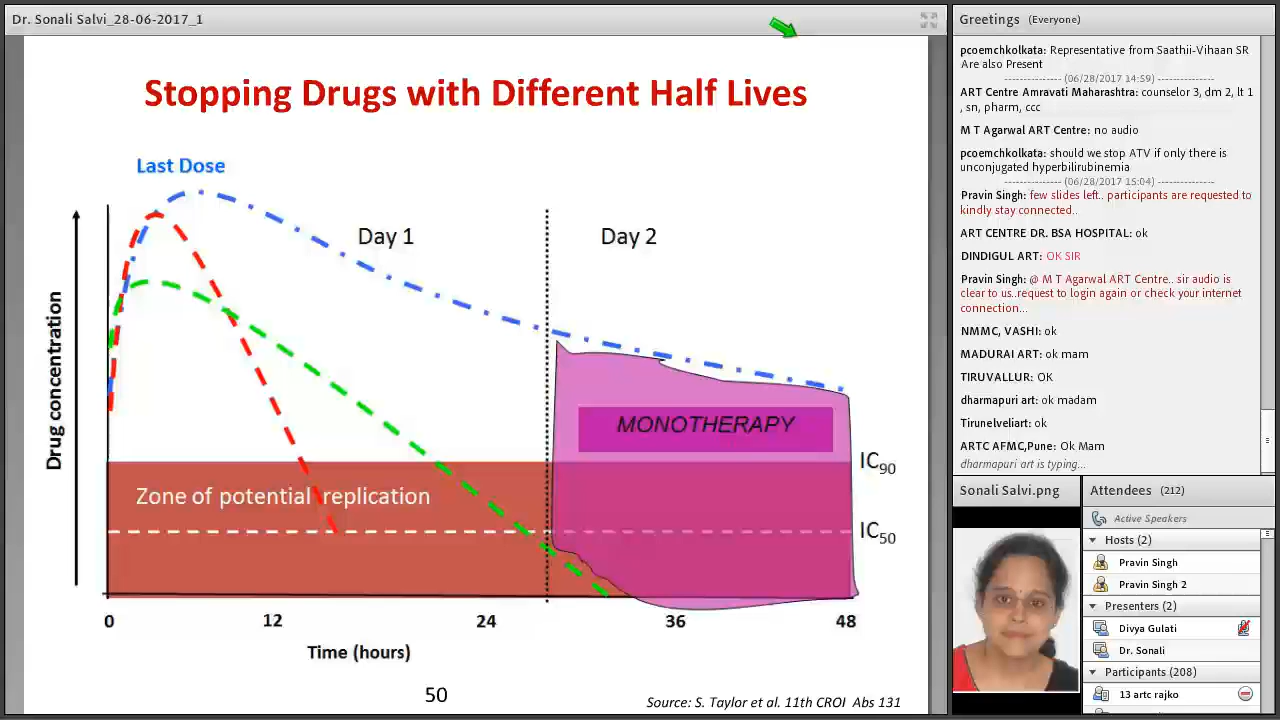 Dr. Sonali Salvi_28-06-2017_1
Stopping Drugs with Different Half Lives
Last Dose
Day 1
Day 2
Drug concentration
MONOTHERAPY
IC90
Zone of potential replication
IC50
0 12 24 36 48
Time (hours)
50
Source: S. Taylor et al. 11th CROI Abs 131
Greetings (Everyone)
pcoemchkolkata: Representative from Saathii-Vihaan SR
Are also Present
---------------- (06/28/2017 14:59) ----------------
ART Centre Amravati Maharashtra: counselor 3, dm 2, lt 1
, sn, pharm, ccc
M T Agarwal ART Centre: no audio
pcoemchkolkata: should we stop ATV if only there is
unconjugated hyperbilirubinemia
---------------- (06/28/2017 15:04) ----------------
Pravin Singh: few slides left.. participants are requested to
kindly stay connected..
ART CENTRE DR. BSA HOSPITAL: ok
DINDIGUL ART: OK SIR
Pravin Singh: @ M T Agarwal ART Centre.. sir audio is
clear to us..request to login again or check your internet
connection...
NMMC, VASHI: ok
MADURAI ART: ok mam
TIRUVALLUR: OK
dharmapuri art: ok madam
Tirunelveliart: ok
ARTC AFMC,Pune: Ok Mam
dharmapuri art is typing...
Sonali Salvi.png
Attendees (212)
Active Speakers
Hosts (2)
Pravin Singh
Pravin Singh 2
Presenters (2)
Divya Gulati
Dr. Sonali
Participants (208)
13 artc rajko